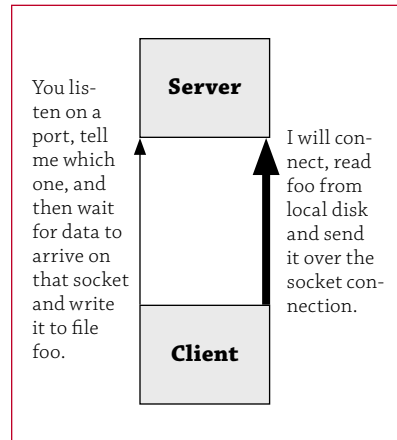 Server
You lis-
ten on a
port, tell
me which
one, and
then wait
for data to
arrive on
that socket
and write
it to file
foo.
I will con-
nect, read
foo from
local disk
and send
it over the
socket con-
nection.
Client